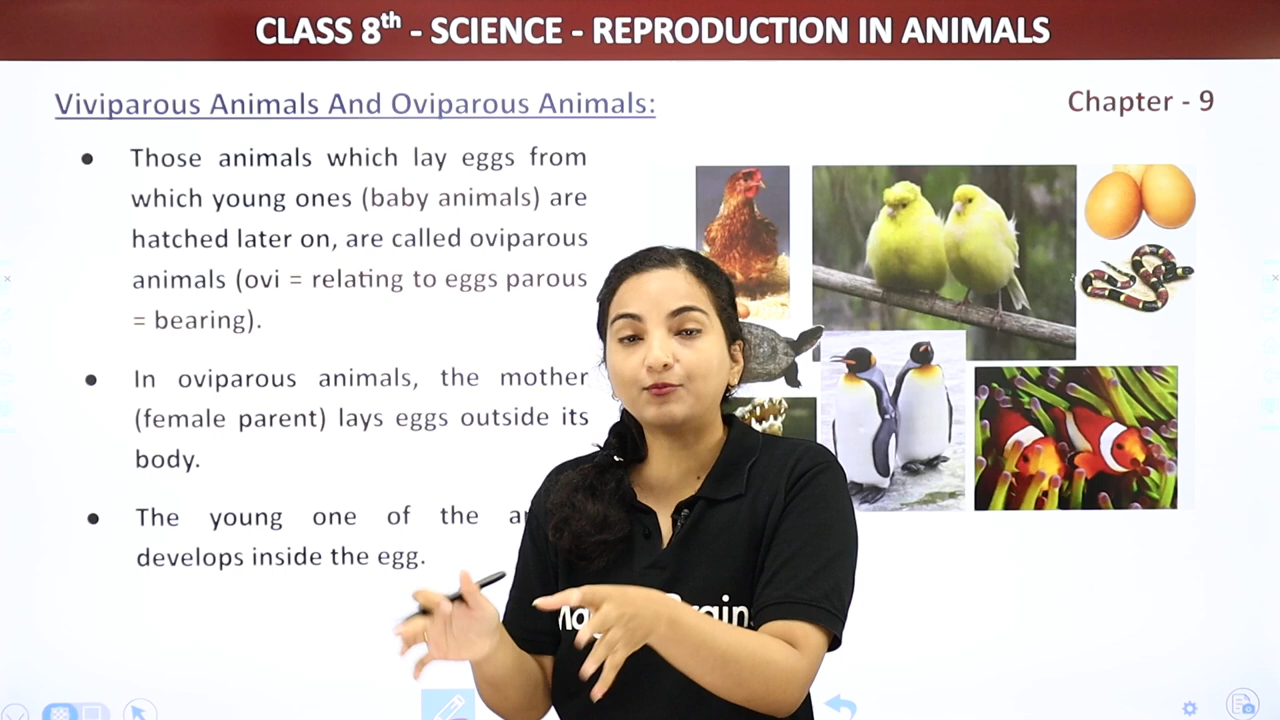 CLASS 8th - SCIENCE - REPRODUCTION IN ANIMALS
Viviparous Animals And Oviparous Animals:
Chapter - 9
● Those animals which lay eggs from
which young ones (baby animals) are
hatched later on, are called oviparous
animals (ovi = relating to eggs parous
= bearing).
● In oviparous animals, the mother
(female parent) lays eggs outside its
body.
● The young one of the
develops inside the egg.